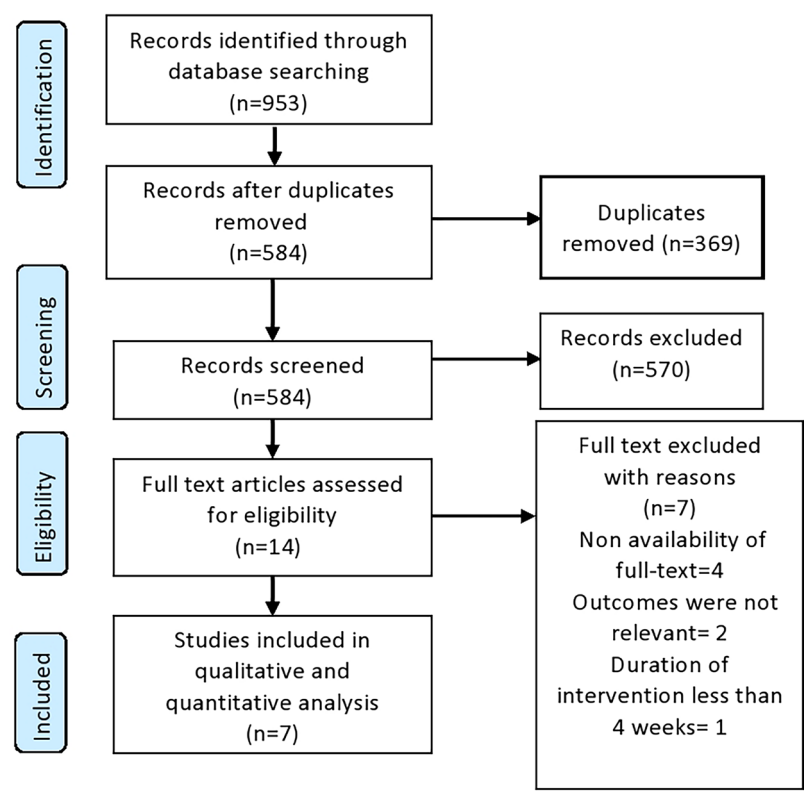 Identification
Records identified through
database searching
(n=953)
Records after duplicates
removed
(n=584)
Duplicates
removed (n=369)
Screening
Records screened
(n=584)
Records excluded
(n=570)
Eligibility
Full text articles assessed
for eligibility
(n=14)
Full text excluded
with reasons
(n=7)
Non availability of
full-text=4
Outcomes were not
relevant= 2
Duration of
intervention less than
4 weeks= 1
Included
Studies included in
qualitative and
quantitative analysis
(n=7)